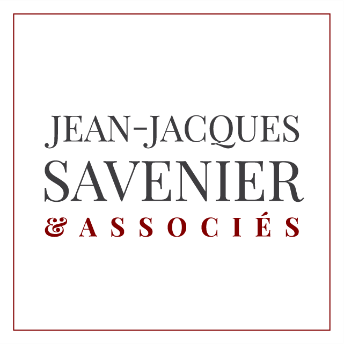 JEAN-JACQUES
SAVENIER
& ASSOCIÉS